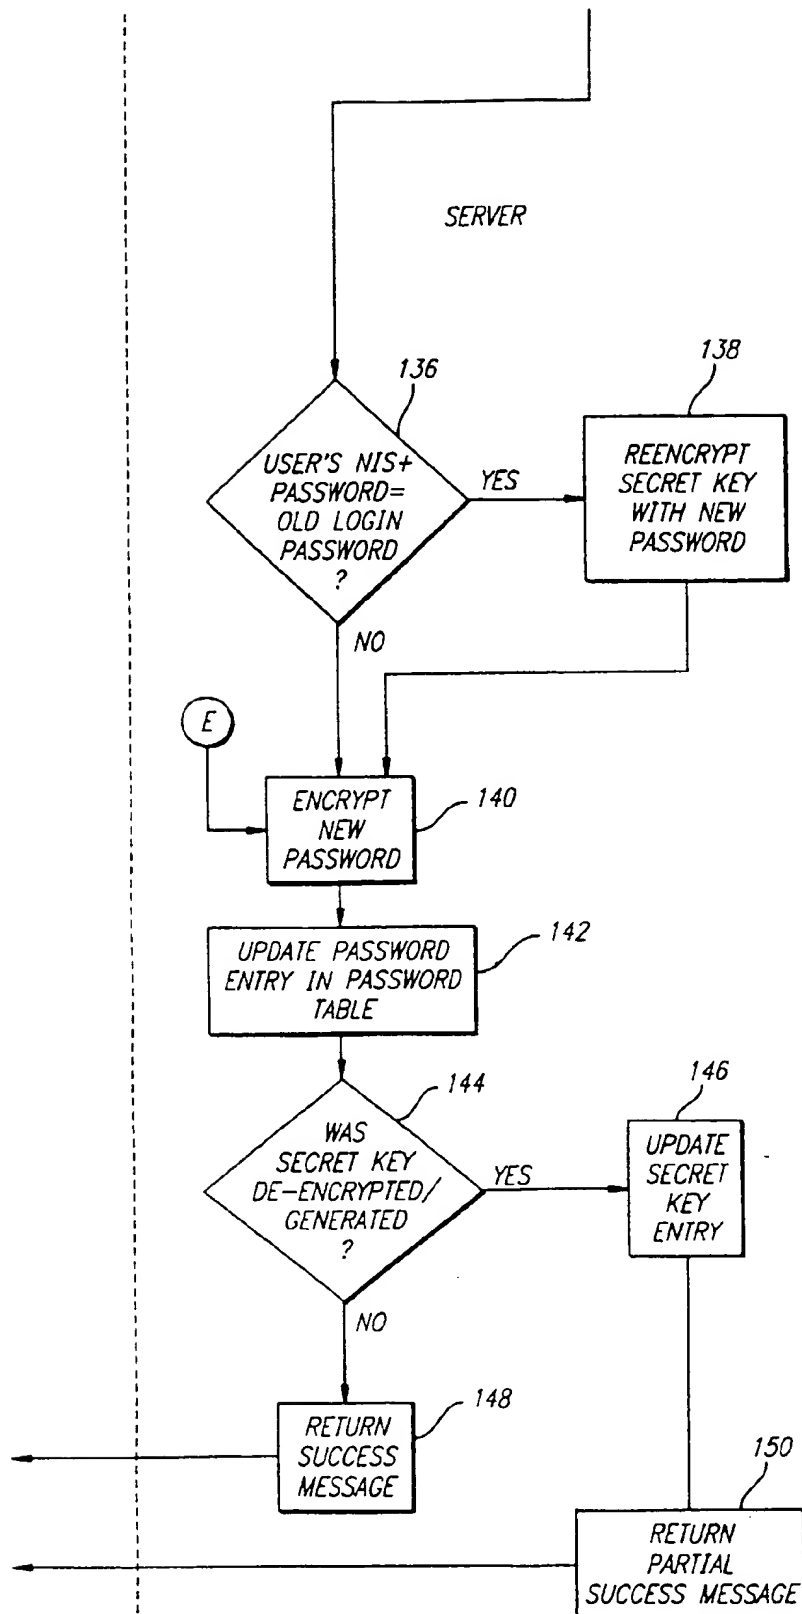 SERVER
136
138
USER'S NIS+
PASSWORD=
OLD LOGIN
PASSWORD
?
YES
REENCRYPT
SECRET KEY
WITH NEW
PASSWORD
NO
E
ENCRYPT
NEW
PASSWORD
140
UPDATE PASSWORD
ENTRY IN PASSWORD
TABLE
142
144
146
WAS
SECRET KEY
DE-ENCRYPTED/
GENERATED
?
YES
UPDATE
SECRET
KEY
ENTRY
NO
RETURN
SUCCESS
MESSAGE
148
150
RETURN
PARTIAL
SUCCESS MESSAGE